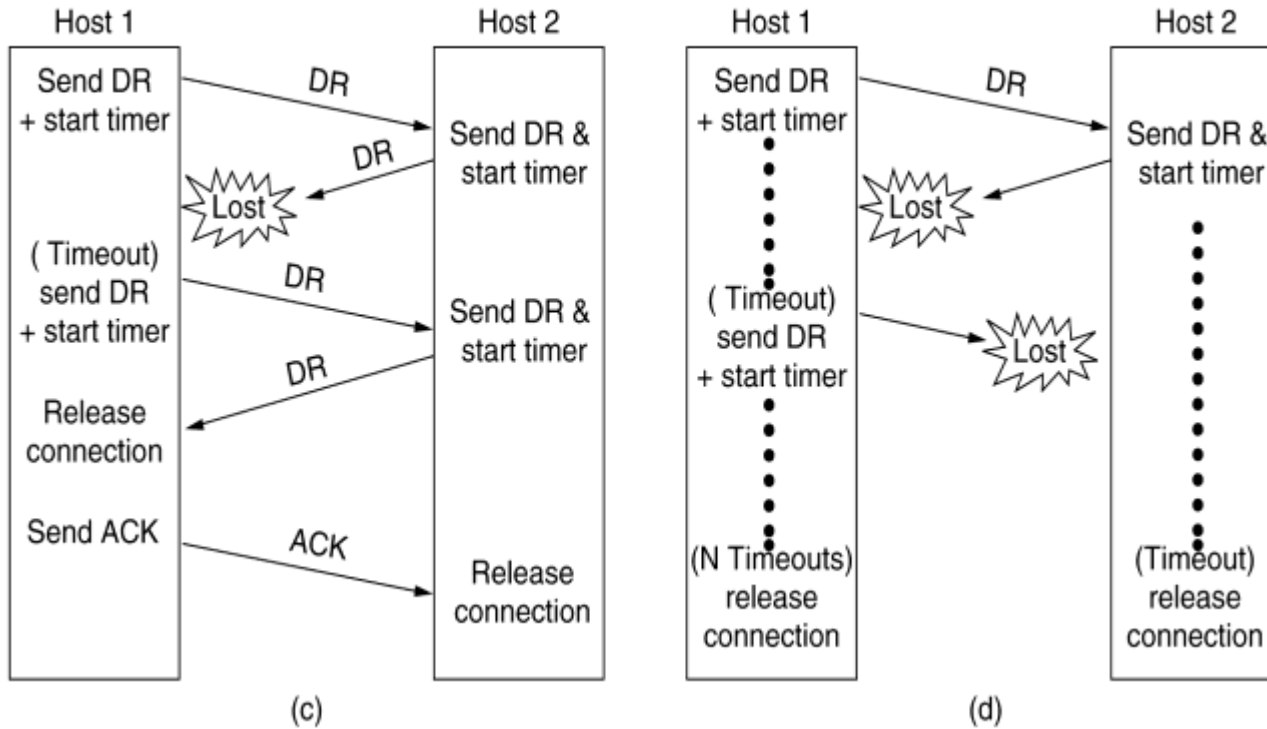 Host 1
Host 2
Send DR
+ start timer
DR
Send DR &
start timer
DR
Lost
( Timeout)
send DR
+ start timer
DR
Send DR &
start timer
DR
Release
connection
Send ACK
ACK
Release
connection
(c)
Host 1
Host 2
Send DR
+ start timer
DR
Send DR &
start timer
Lost
( Timeout)
send DR
+ start timer
Lost
(N Timeouts)
release
connection
(Timeout)
release
connection
(d)